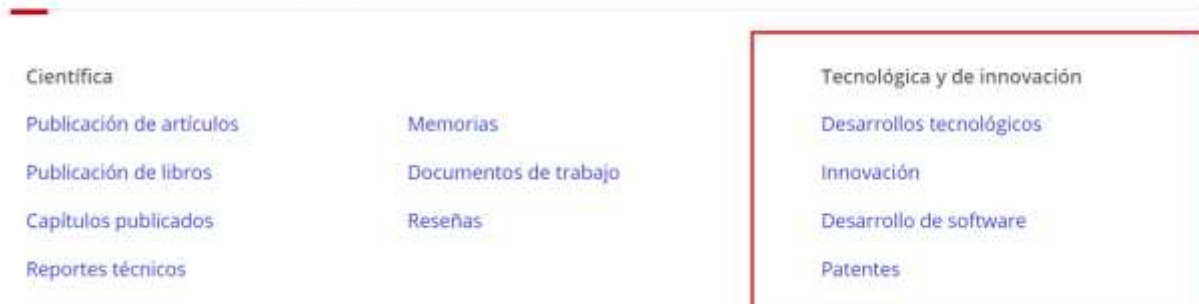 Científica
Publicación de artículos
Publicación de libros
Capítulos publicados
Reportes técnicos
Memorias
Documentos de trabajo
Reseñas
Tecnológica y de innovación
Desarrollos tecnológicos
Innovación
Desarrollo de software
Patentes